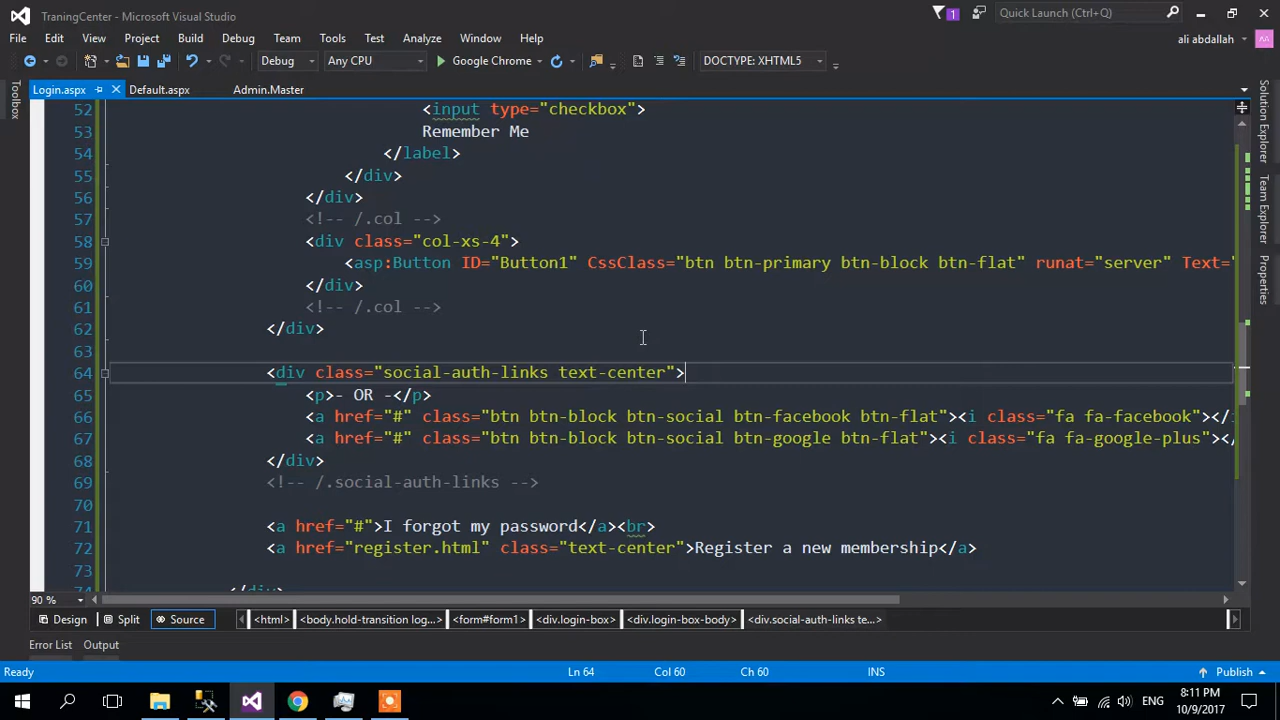 TraningCenter - Microsoft Visual Studio
1
Quick Launch (Ctrl+Q)
File Edit View Project Build Debug Team Tools Test Analyze Window Help
ali abdallah
AA
Debug
Any CPU
Google Chrome
DOCTYPE: XHTML5
Toolbox
Login.aspx
Default.aspx
Admin.Master
Solution Explorer
Team Explorer
Properties
52 <input type="checkbox">
53 Remember Me
54 </label>
55 </div>
56 </div>
57 <!-- /.col -->
58 <div class="col-xs-4">
59 <asp:Button ID="Button1" CssClass="btn btn-primary btn-block btn-flat" runat="server" Text="
60 </div>
61 <!-- /.col -->
62 </div>
63
64 <div class="social-auth-links text-center">
65 <p>- OR -</p>
66 <a href="#" class="btn btn-block btn-social btn-facebook btn-flat"><i class="fa fa-facebook"></i
67 <a href="#" class="btn btn-block btn-social btn-google btn-flat"><i class="fa fa-google-plus"></
68 </div>
69 <!-- /.social-auth-links -->
70
71 <a href="#">I forgot my password</a><br>
72 <a href="register.html" class="text-center">Register a new membership</a>
73
74 </div>
90 %
Design Split Source <html> <body.hold-transition log...> <form#form1> <div.login-box> <div.login-box-body> <div.social-auth-links te...>
Error List Output
Ready Ln 64 Col 60 Ch 60 INS Publish
ENG
8:11 PM
10/9/2017